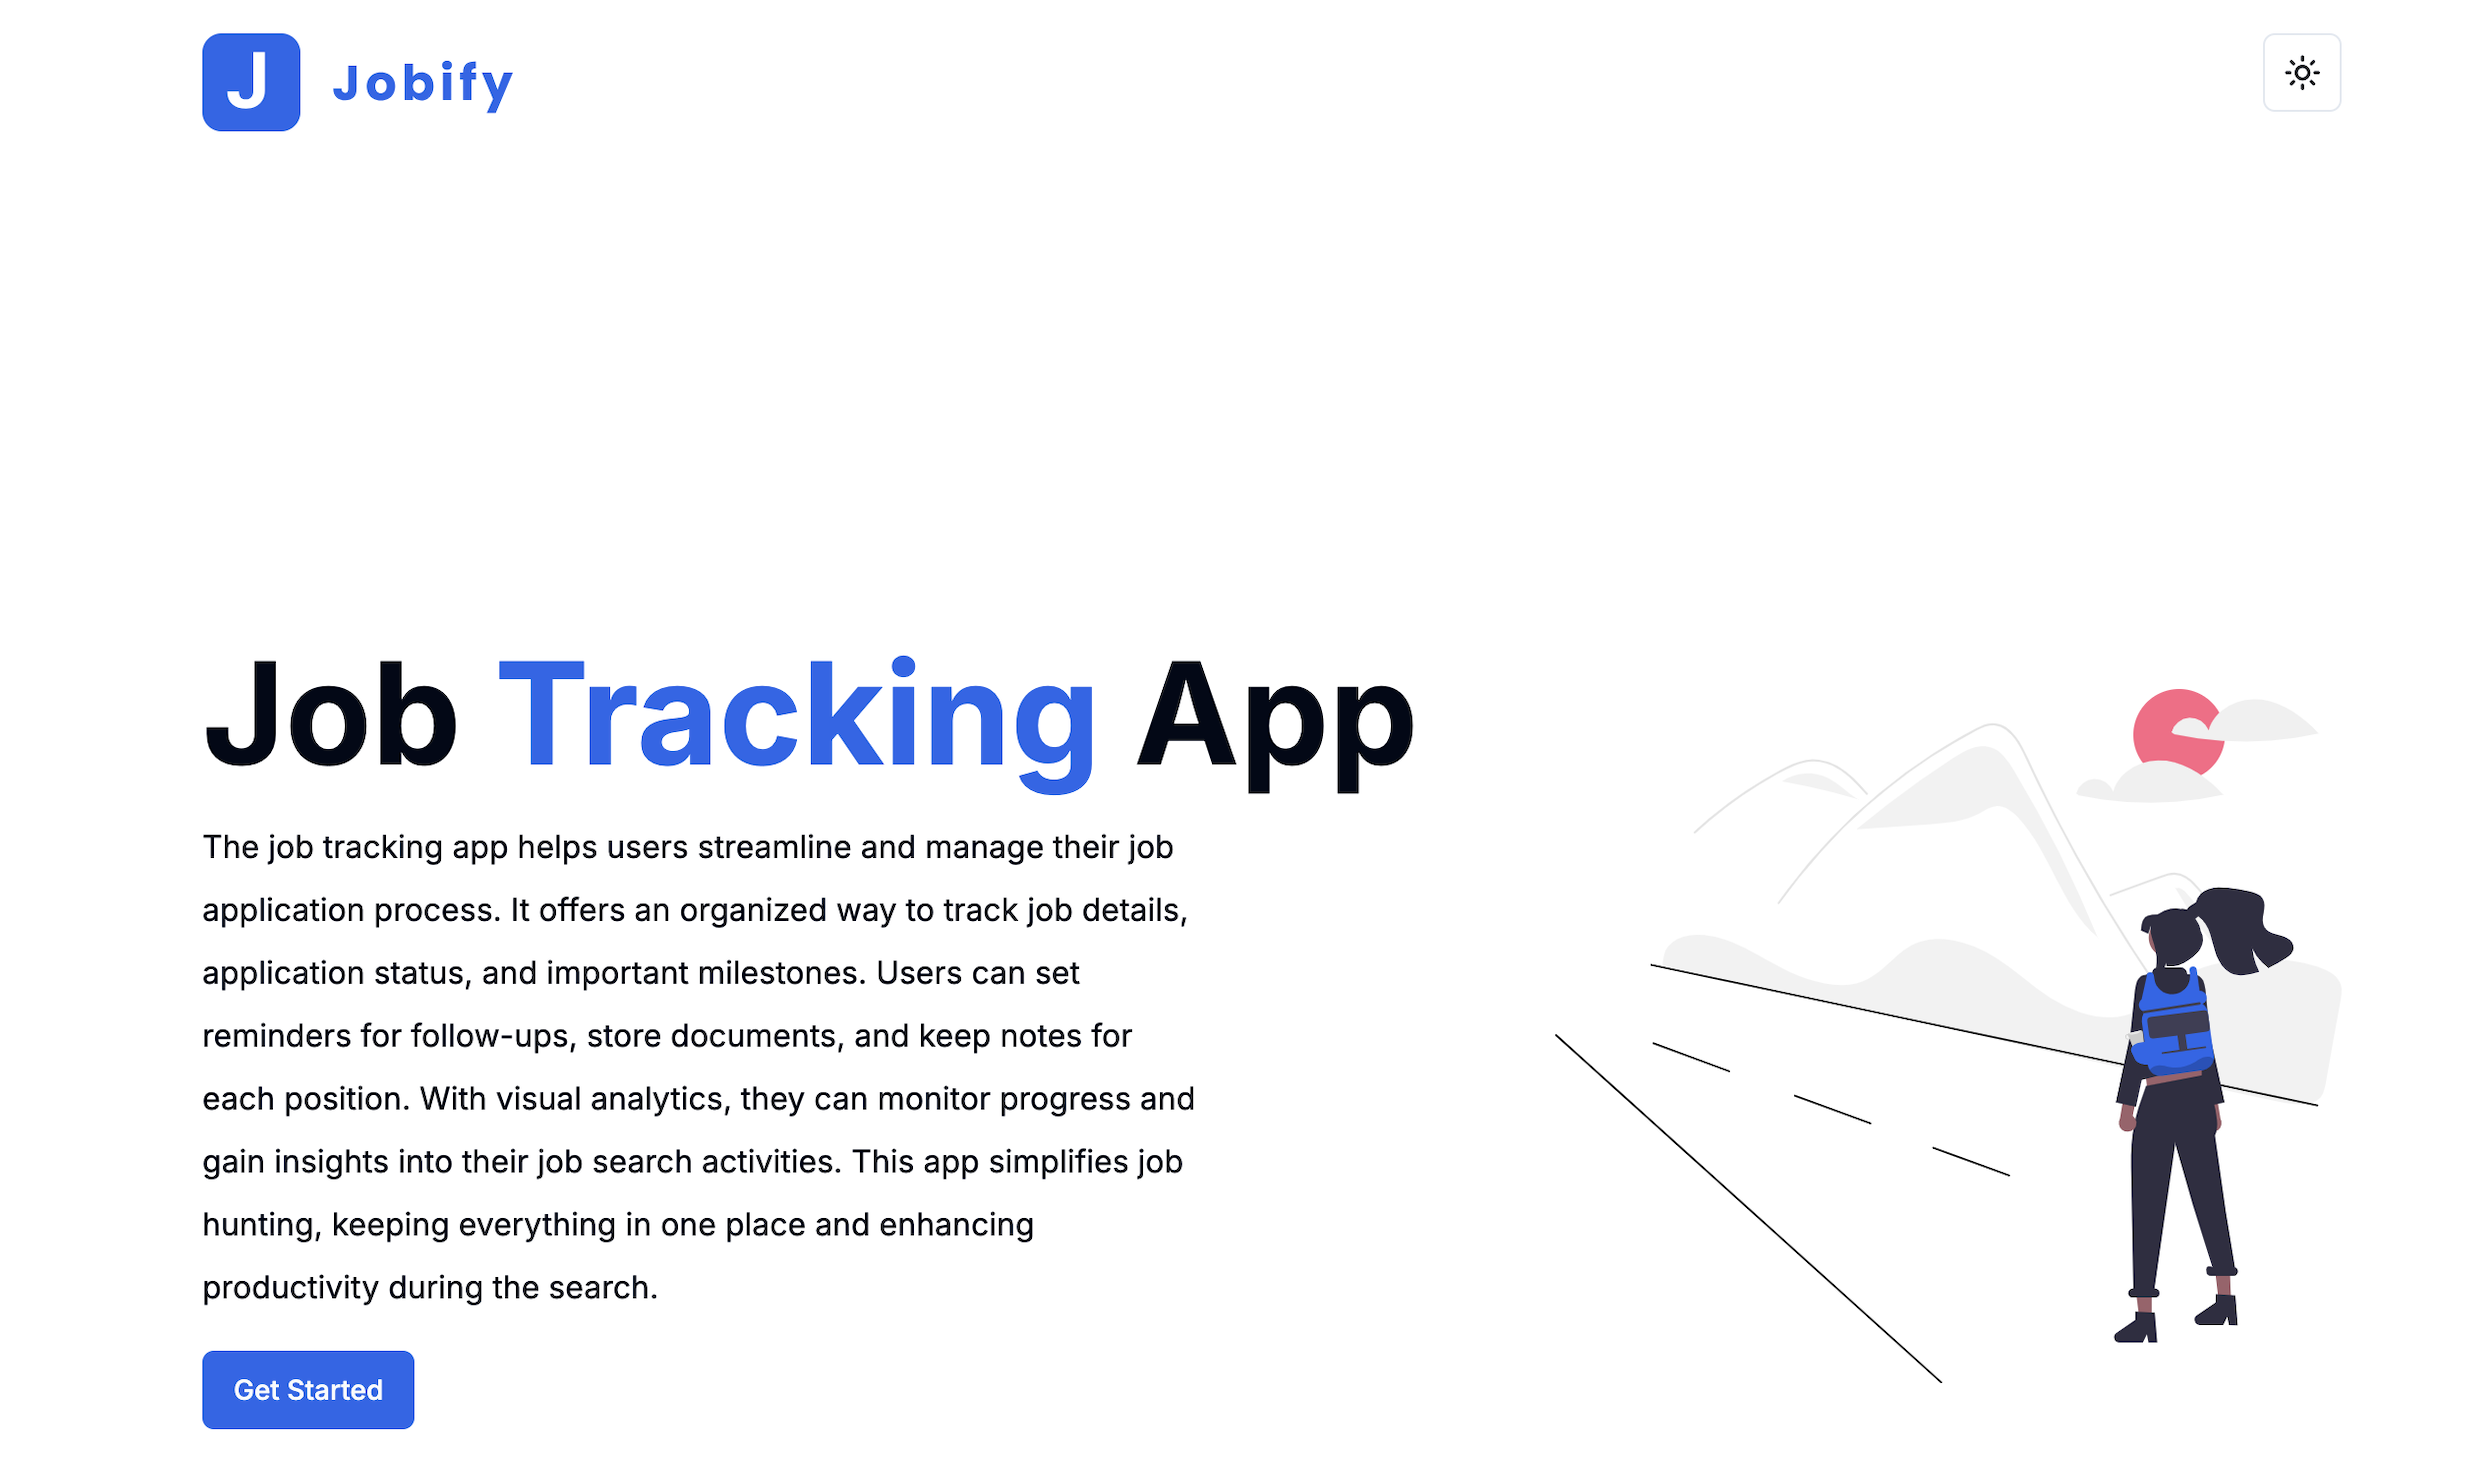 J Jobify
Job Tracking App
The job tracking app helps users streamline and manage their job
application process. It offers an organized way to track job details,
application status, and important milestones. Users can set
reminders for follow-ups, store documents, and keep notes for
each position. With visual analytics, they can monitor progress and
gain insights into their job search activities. This app simplifies job
hunting, keeping everything in one place and enhancing
productivity during the search.
Get Started